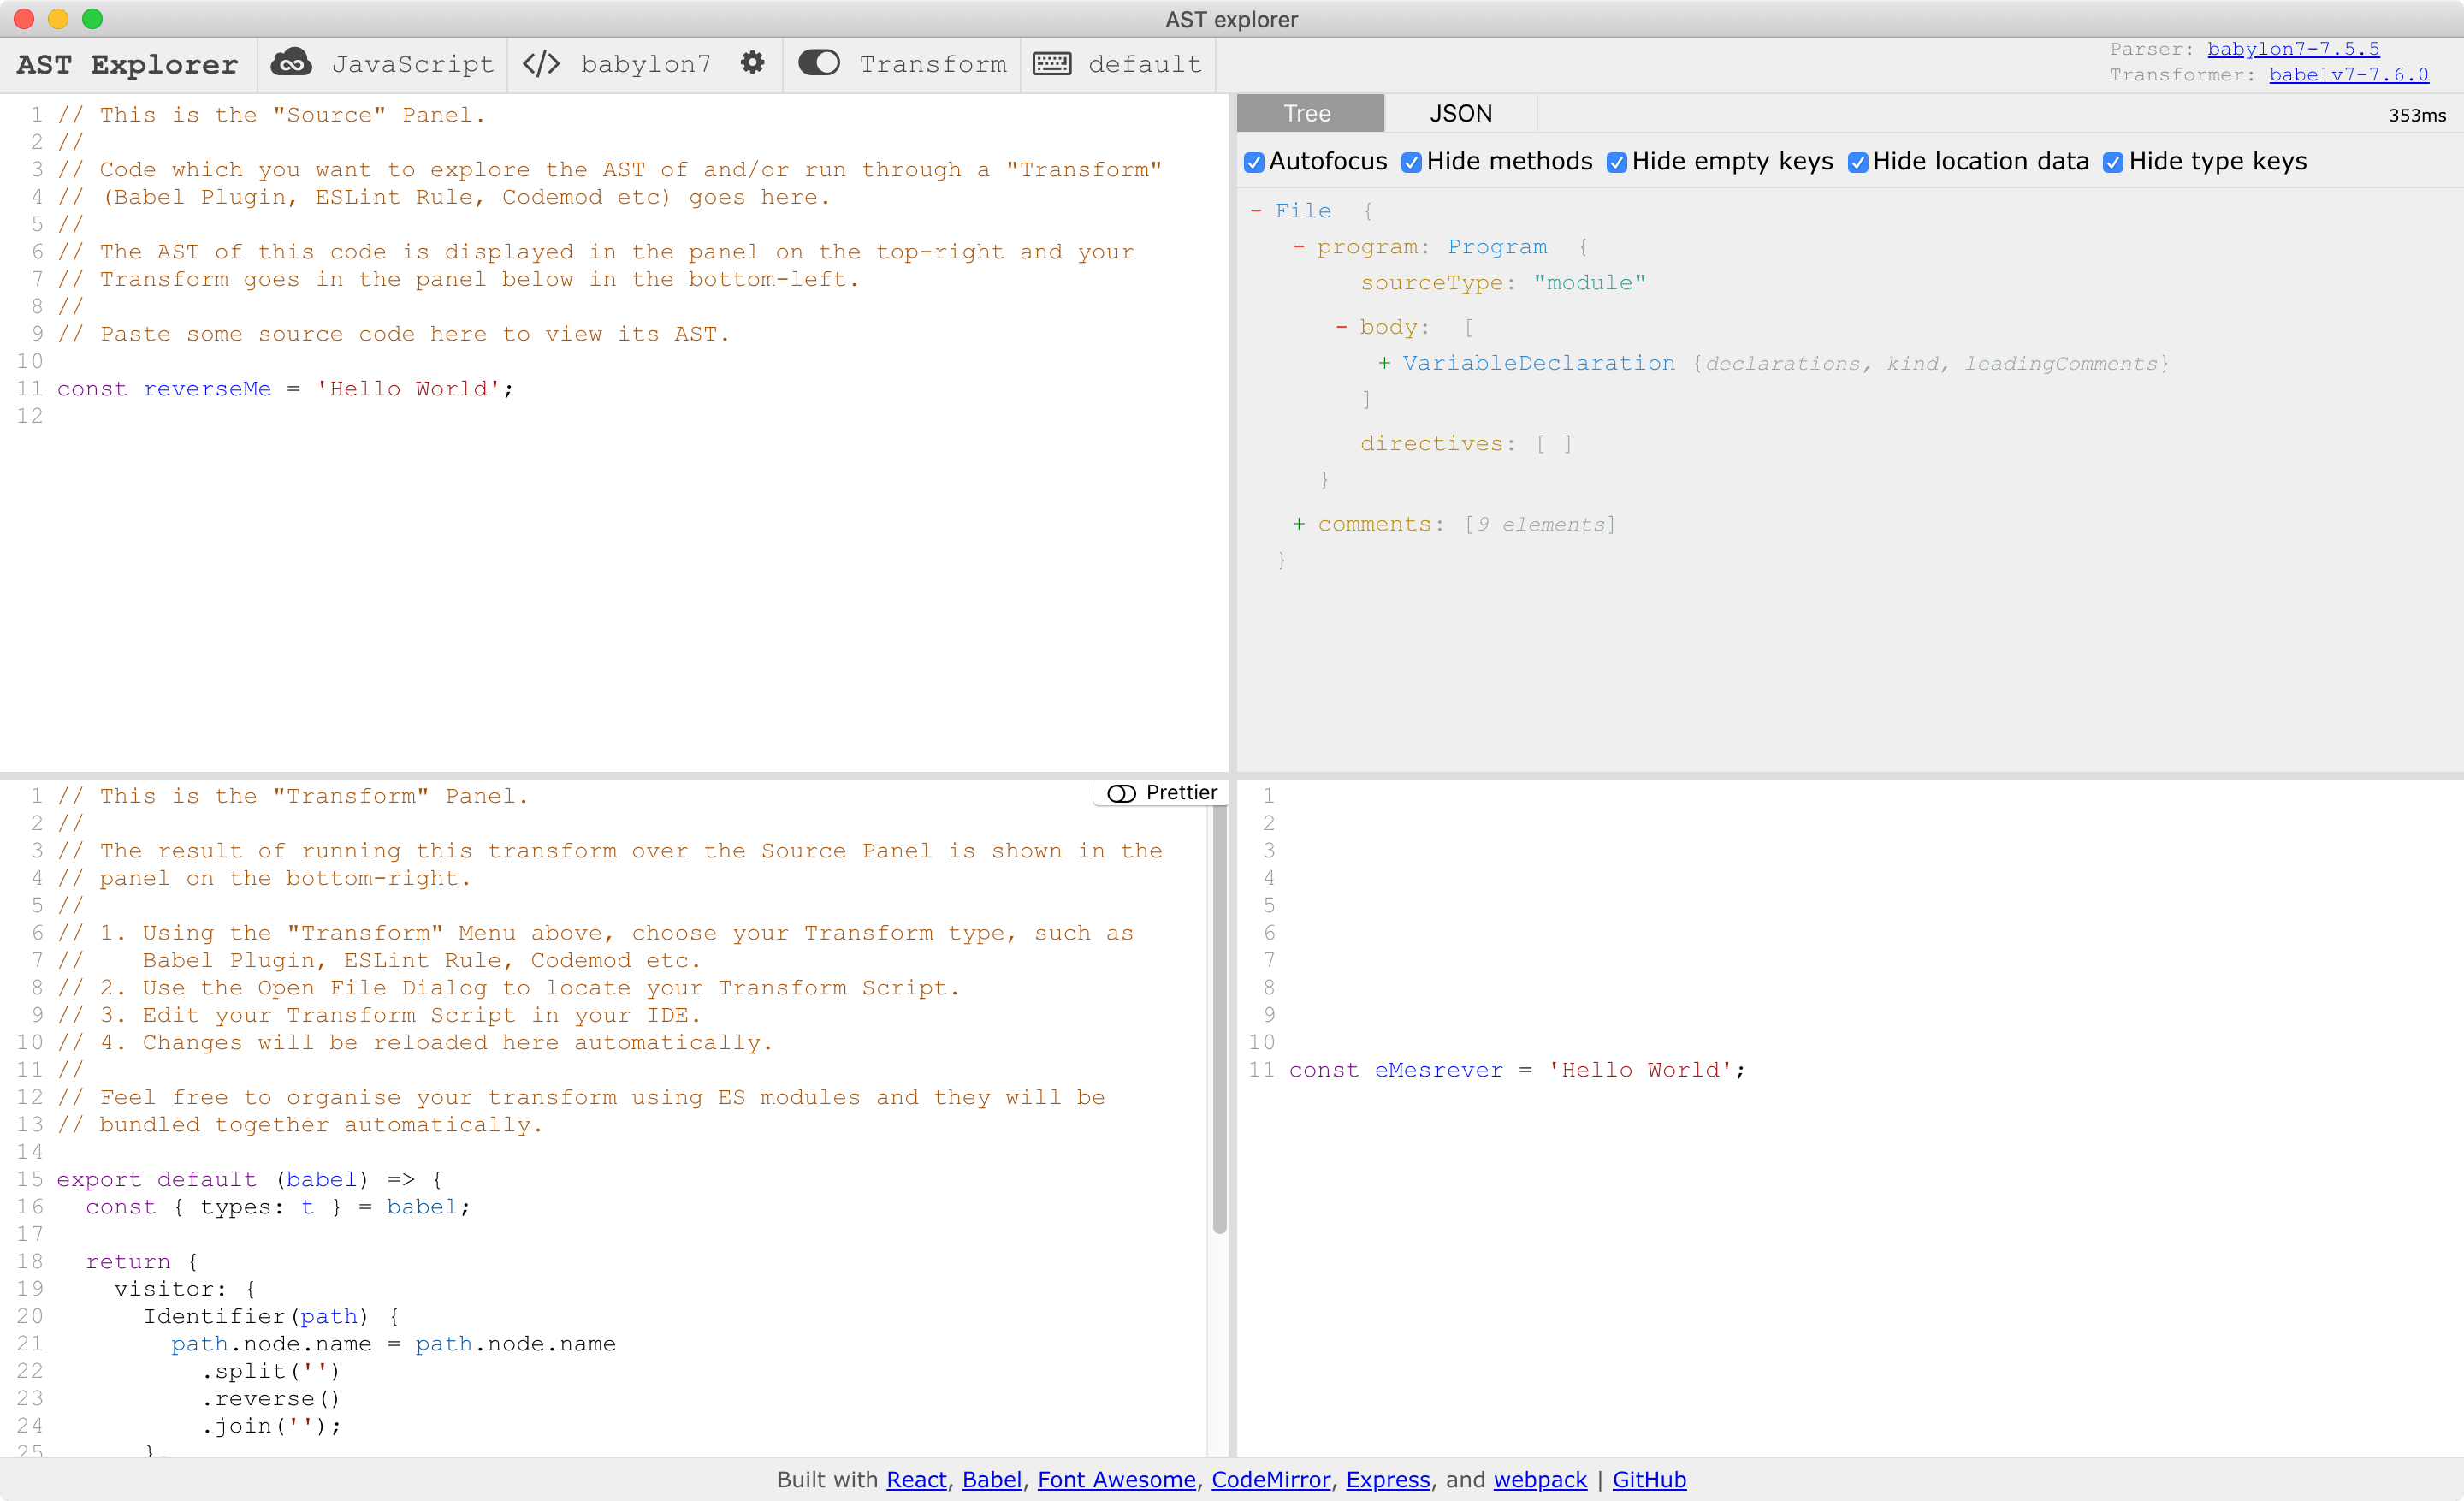 AST explorer
AST Explorer JavaScript </> babylon7 Transform default
Parser: babylon7-7.5.5
Transformer: babelv7-7.6.0
1 // This is the "Source" Panel.
2 //
3 // Code which you want to explore the AST of and/or run through a "Transform"
4 // (Babel Plugin, ESLint Rule, Codemod etc) goes here.
5 //
6 // The AST of this code is displayed in the panel on the top-right and your
7 // Transform goes in the panel below in the bottom-left.
8 //
9 // Paste some source code here to view its AST.
10
11 const reverseMe = 'Hello World';
12
Tree JSON 353ms
Autofocus Hide methods Hide empty keys Hide location data Hide type keys
- File {
- program: Program {
sourceType: "module"
- body: [
+ VariableDeclaration {declarations, kind, leadingComments}
]
directives: [ ]
}
+ comments: [9 elements]
}
Prettier
1 // This is the "Transform" Panel.
2 //
3 // The result of running this transform over the Source Panel is shown in the
4 // panel on the bottom-right.
5 //
6 // 1. Using the "Transform" Menu above, choose your Transform type, such as
7 //    Babel Plugin, ESLint Rule, Codemod etc.
8 // 2. Use the Open File Dialog to locate your Transform Script.
9 // 3. Edit your Transform Script in your IDE.
10 // 4. Changes will be reloaded here automatically.
11 //
12 // Feel free to organise your transform using ES modules and they will be
13 // bundled together automatically.
14
15 export default (babel) => {
16   const { types: t } = babel;
17
18   return {
19     visitor: {
20       Identifier(path) {
21         path.node.name = path.node.name
22           .split('')
23           .reverse()
24           .join('');
25       }
1
2
3
4
5
6
7
8
9
10
11 const eMesrever = 'Hello World';
Built with React, Babel, Font Awesome, CodeMirror, Express, and webpack | GitHub